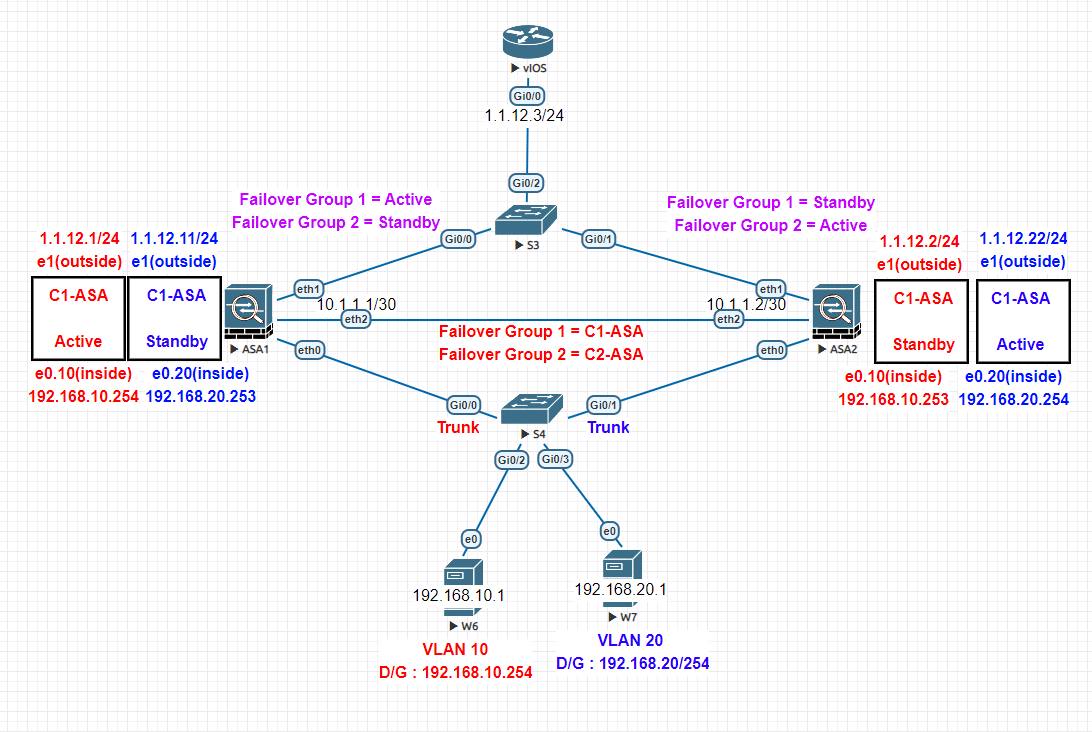 vIOS
Gi0/0
1.1.12.3/24
Gi0/2
Failover Group 1 = Active
Failover Group 2 = Standby
Failover Group 1 = Standby
Failover Group 2 = Active
S3
Gi0/0
Gi0/1
1.1.12.1/24
1.1.12.11/24
e1(outside)
e1(outside)
1.1.12.2/24
1.1.12.22/24
e1(outside)
e1(outside)
C1-ASA
Active
C1-ASA
Standby
ASA1
eth1
10.1.1.1/30
eth2
eth0
eth1
10.1.1.2/30
eth2
eth0
ASA2
C1-ASA
Standby
C1-ASA
Active
Failover Group 1 = C1-ASA
Failover Group 2 = C2-ASA
e0.10(inside)
e0.20(inside)
192.168.10.254
192.168.20.253
e0.10(inside)
e0.20(inside)
192.168.10.253
192.168.20.254
Gi0/0
Gi0/1
Trunk
Trunk
S4
Gi0/2
Gi0/3
e0
e0
192.168.10.1
192.168.20.1
W6
W7
VLAN 10
D/G : 192.168.10.254
VLAN 20
D/G : 192.168.20/254